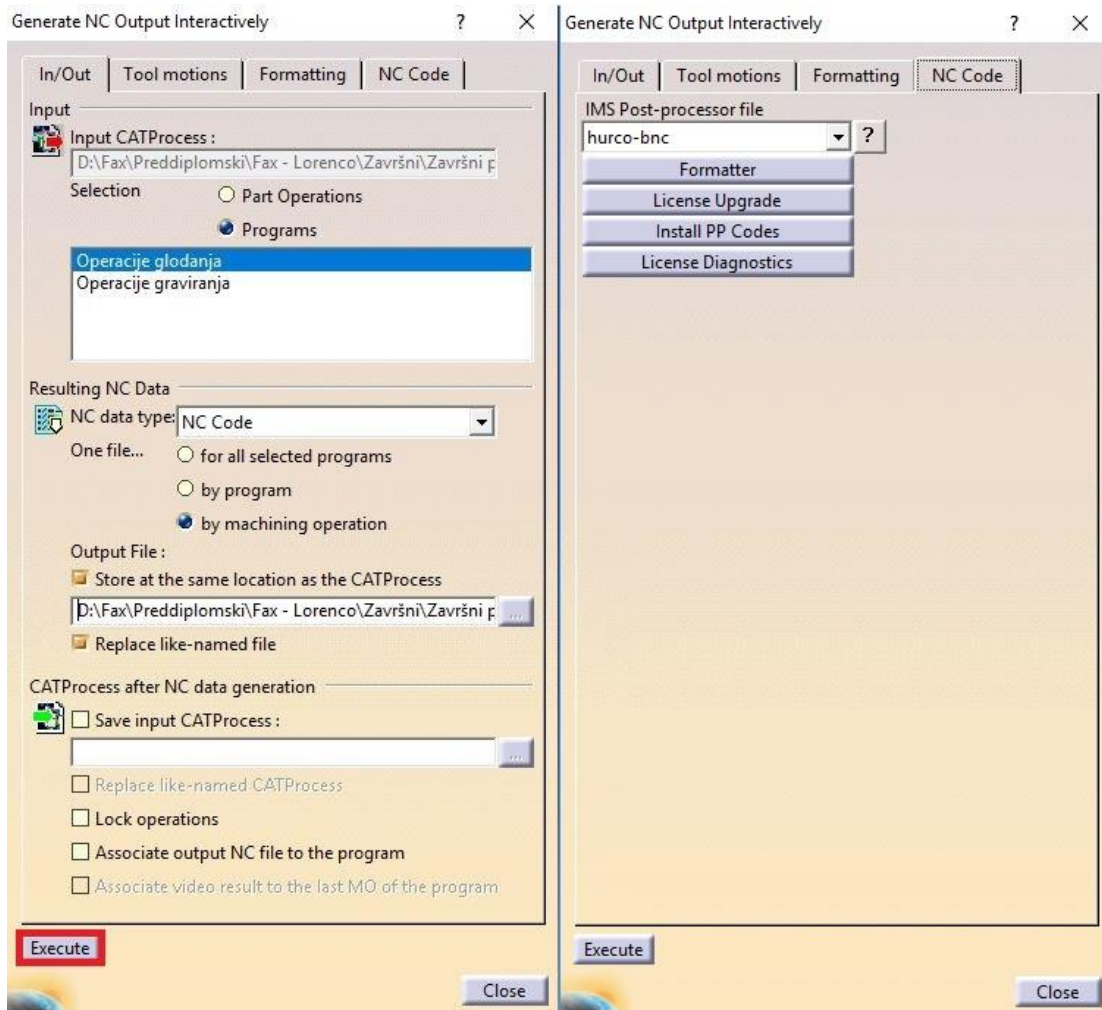 Generate NC Output Interactively ? ×
In/Out Tool motions Formatting NC Code
Input
Input CATProcess :
D:\Fax\Preddiplomski\Fax - Lorenco\Završni\Završni p
Selection Part Operations
Programs
Operacije glodanja
Operacije graviranja
Resulting NC Data
NC data type: NC Code
One file... for all selected programs
by program
by machining operation
Output File :
Store at the same location as the CATProcess
D:\Fax\Preddiplomski\Fax - Lorenco\Završni\Završni p ...
Replace like-named file
CATProcess after NC data generation
Save input CATProcess :
...
Replace like-named CATProcess
Lock operations
Associate output NC file to the program
Associate video result to the last MO of the program
Execute
Close
Generate NC Output Interactively ? ×
In/Out Tool motions Formatting NC Code
IMS Post-processor file
hurco-bnc ?
Formatter
License Upgrade
Install PP Codes
License Diagnostics
Execute
Close